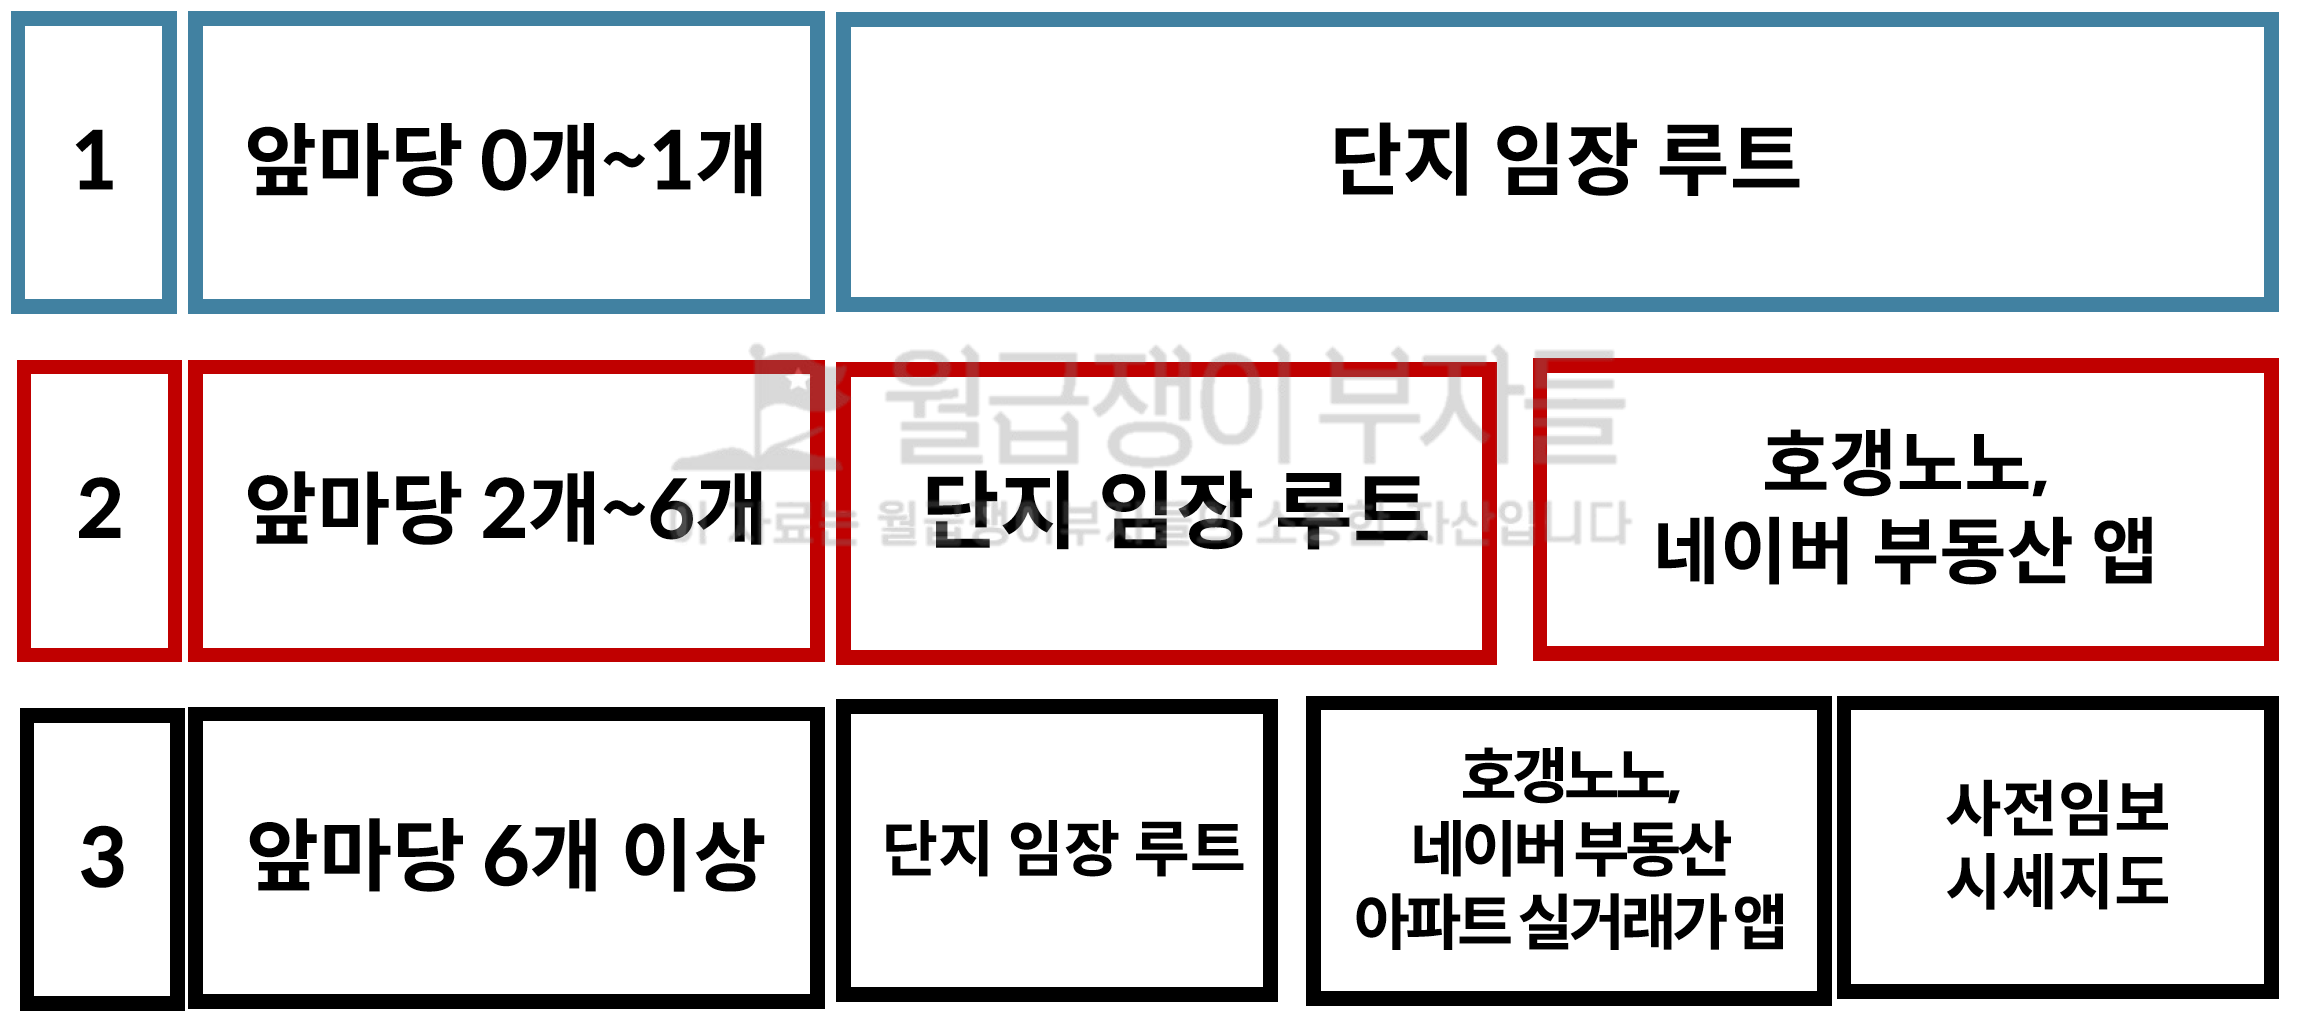 1
앞마당 0개~1개
단지 임장 루트
월급쟁이부자들
이 자료는 월급쟁이부자들의 소중한 자산입니다
2
앞마당 2개~6개
단지 임장 루트
호갱노노,
네이버 부동산 앱
3
앞마당 6개 이상
단지 임장 루트
호갱노노,
네이버 부동산
아파트 실거래가 앱
사전임보
시세지도